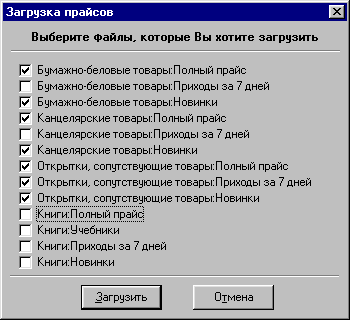 Загрузка прайсов
Выберите файлы, которые Вы хотите загрузить
Бумажно-беловые товары:Полный прайс
Бумажно-беловые товары:Приходы за 7 дней
Бумажно-беловые товары:Новинки
Канцелярские товары:Полный прайс
Канцелярские товары:Приходы за 7 дней
Канцелярские товары:Новинки
Открытки, сопутствующие товары:Полный прайс
Открытки, сопутствующие товары:Приходы за 7 дней
Открытки, сопутствующие товары:Новинки
Книги:Полный прайс
Книги:Учебники
Книги:Приходы за 7 дней
Книги:Новинки
Загрузить Отмена